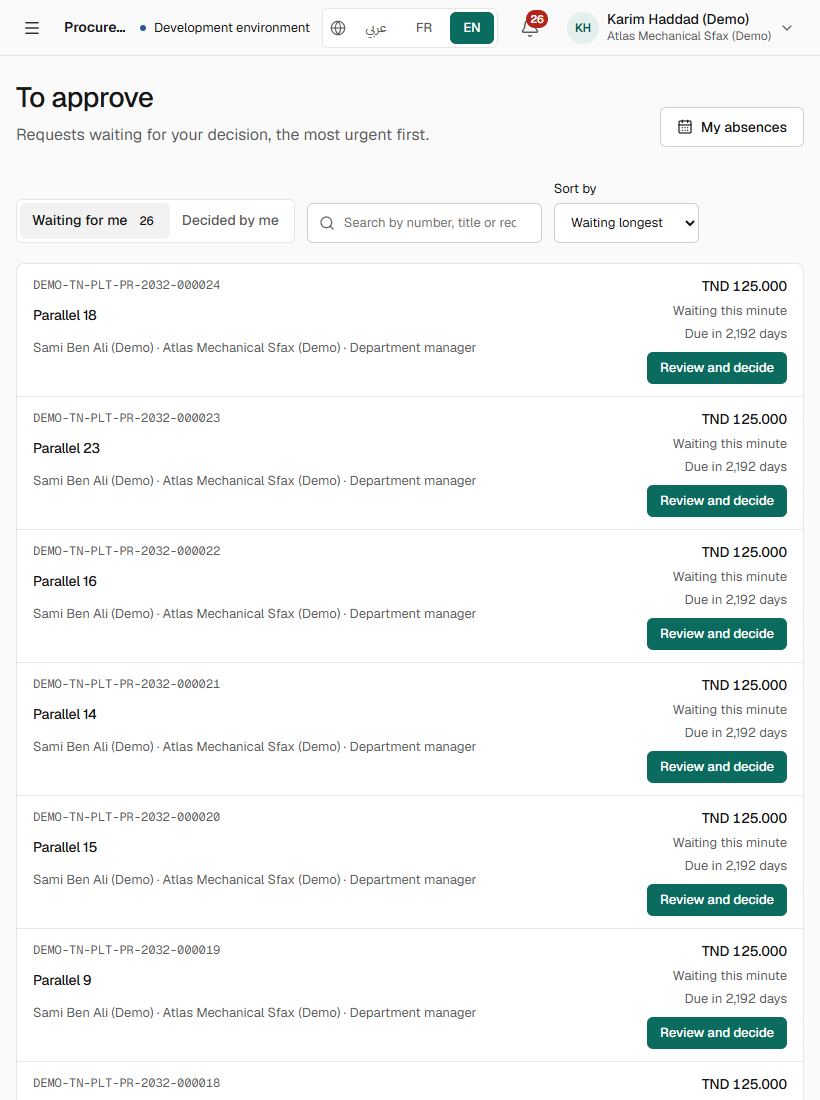 Procure...
Development environment
عربي
FR
EN
26
KH
Karim Haddad (Demo)
Atlas Mechanical Sfax (Demo)
To approve
Requests waiting for your decision, the most urgent first.
My absences
Sort by
Waiting for me 26
Decided by me
Search by number, title or rec
Waiting longest
DEMO-TN-PLT-PR-2032-000024
TND 125.000
Parallel 18
Waiting this minute
Due in 2,192 days
Sami Ben Ali (Demo) · Atlas Mechanical Sfax (Demo) · Department manager
Review and decide
DEMO-TN-PLT-PR-2032-000023
TND 125.000
Parallel 23
Waiting this minute
Due in 2,192 days
Sami Ben Ali (Demo) · Atlas Mechanical Sfax (Demo) · Department manager
Review and decide
DEMO-TN-PLT-PR-2032-000022
TND 125.000
Parallel 16
Waiting this minute
Due in 2,192 days
Sami Ben Ali (Demo) · Atlas Mechanical Sfax (Demo) · Department manager
Review and decide
DEMO-TN-PLT-PR-2032-000021
TND 125.000
Parallel 14
Waiting this minute
Due in 2,192 days
Sami Ben Ali (Demo) · Atlas Mechanical Sfax (Demo) · Department manager
Review and decide
DEMO-TN-PLT-PR-2032-000020
TND 125.000
Parallel 15
Waiting this minute
Due in 2,192 days
Sami Ben Ali (Demo) · Atlas Mechanical Sfax (Demo) · Department manager
Review and decide
DEMO-TN-PLT-PR-2032-000019
TND 125.000
Parallel 9
Waiting this minute
Due in 2,192 days
Sami Ben Ali (Demo) · Atlas Mechanical Sfax (Demo) · Department manager
Review and decide
DEMO-TN-PLT-PR-2032-000018
TND 125.000